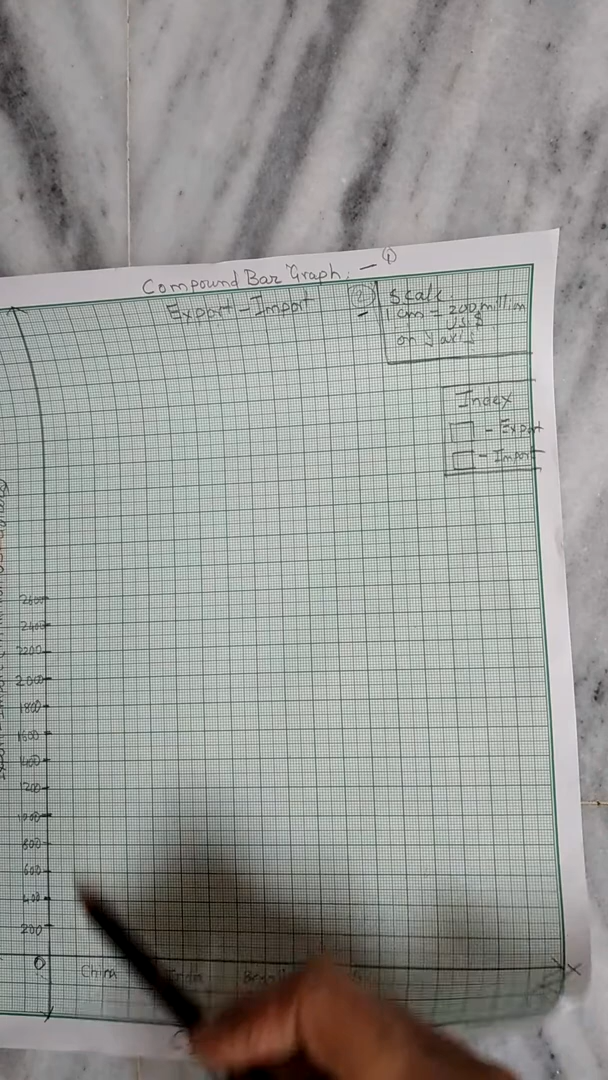 Compound Bar Graph. - ①
Export - Import
② Scale.
1 cm = 200 million
US $
on y axis
Index
- Export
- Import
2600
2400
2200
2000
1800
1600
1400
1200
1000
800
600
400
200
0
China
X